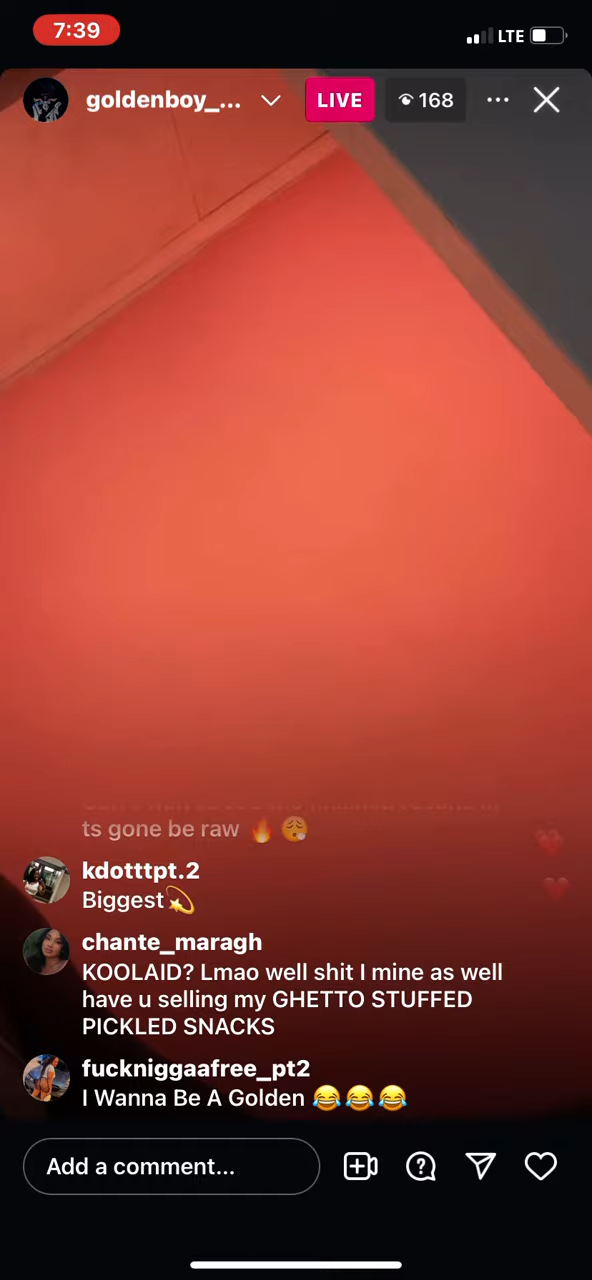 7:39
LTE
goldenboy_...
LIVE
168
ts gone be raw 🔥 😮‍💨
kdotttpt.2
Biggest💫
chante_maragh
KOOLAID? Lmao well shit I mine as well
have u selling my GHETTO STUFFED
PICKLED SNACKS
fuckniggaafree_pt2
I Wanna Be A Golden 😂😂😂
Add a comment...